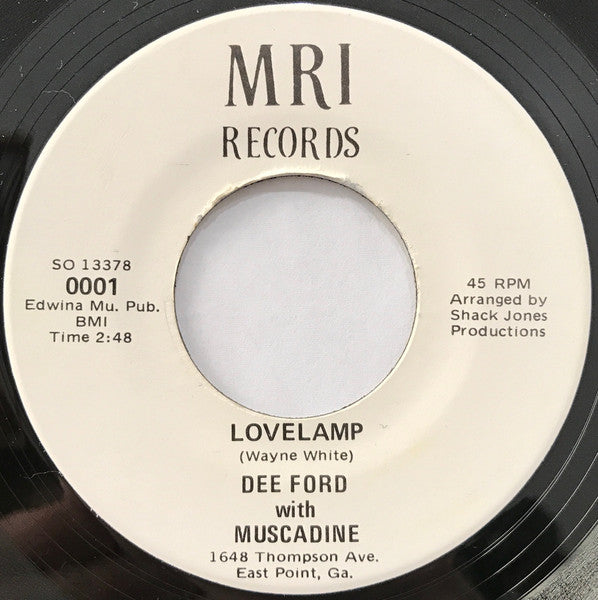 MRI
RECORDS
SO 13378
0001
Edwina Mu. Pub.
BMI
Time 2:48
45 RPM
Arranged by
Shack Jones
Productions
LOVELAMP
(Wayne White)
DEE FORD
with
MUSCADINE
1648 Thompson Ave.
East Point, Ga.